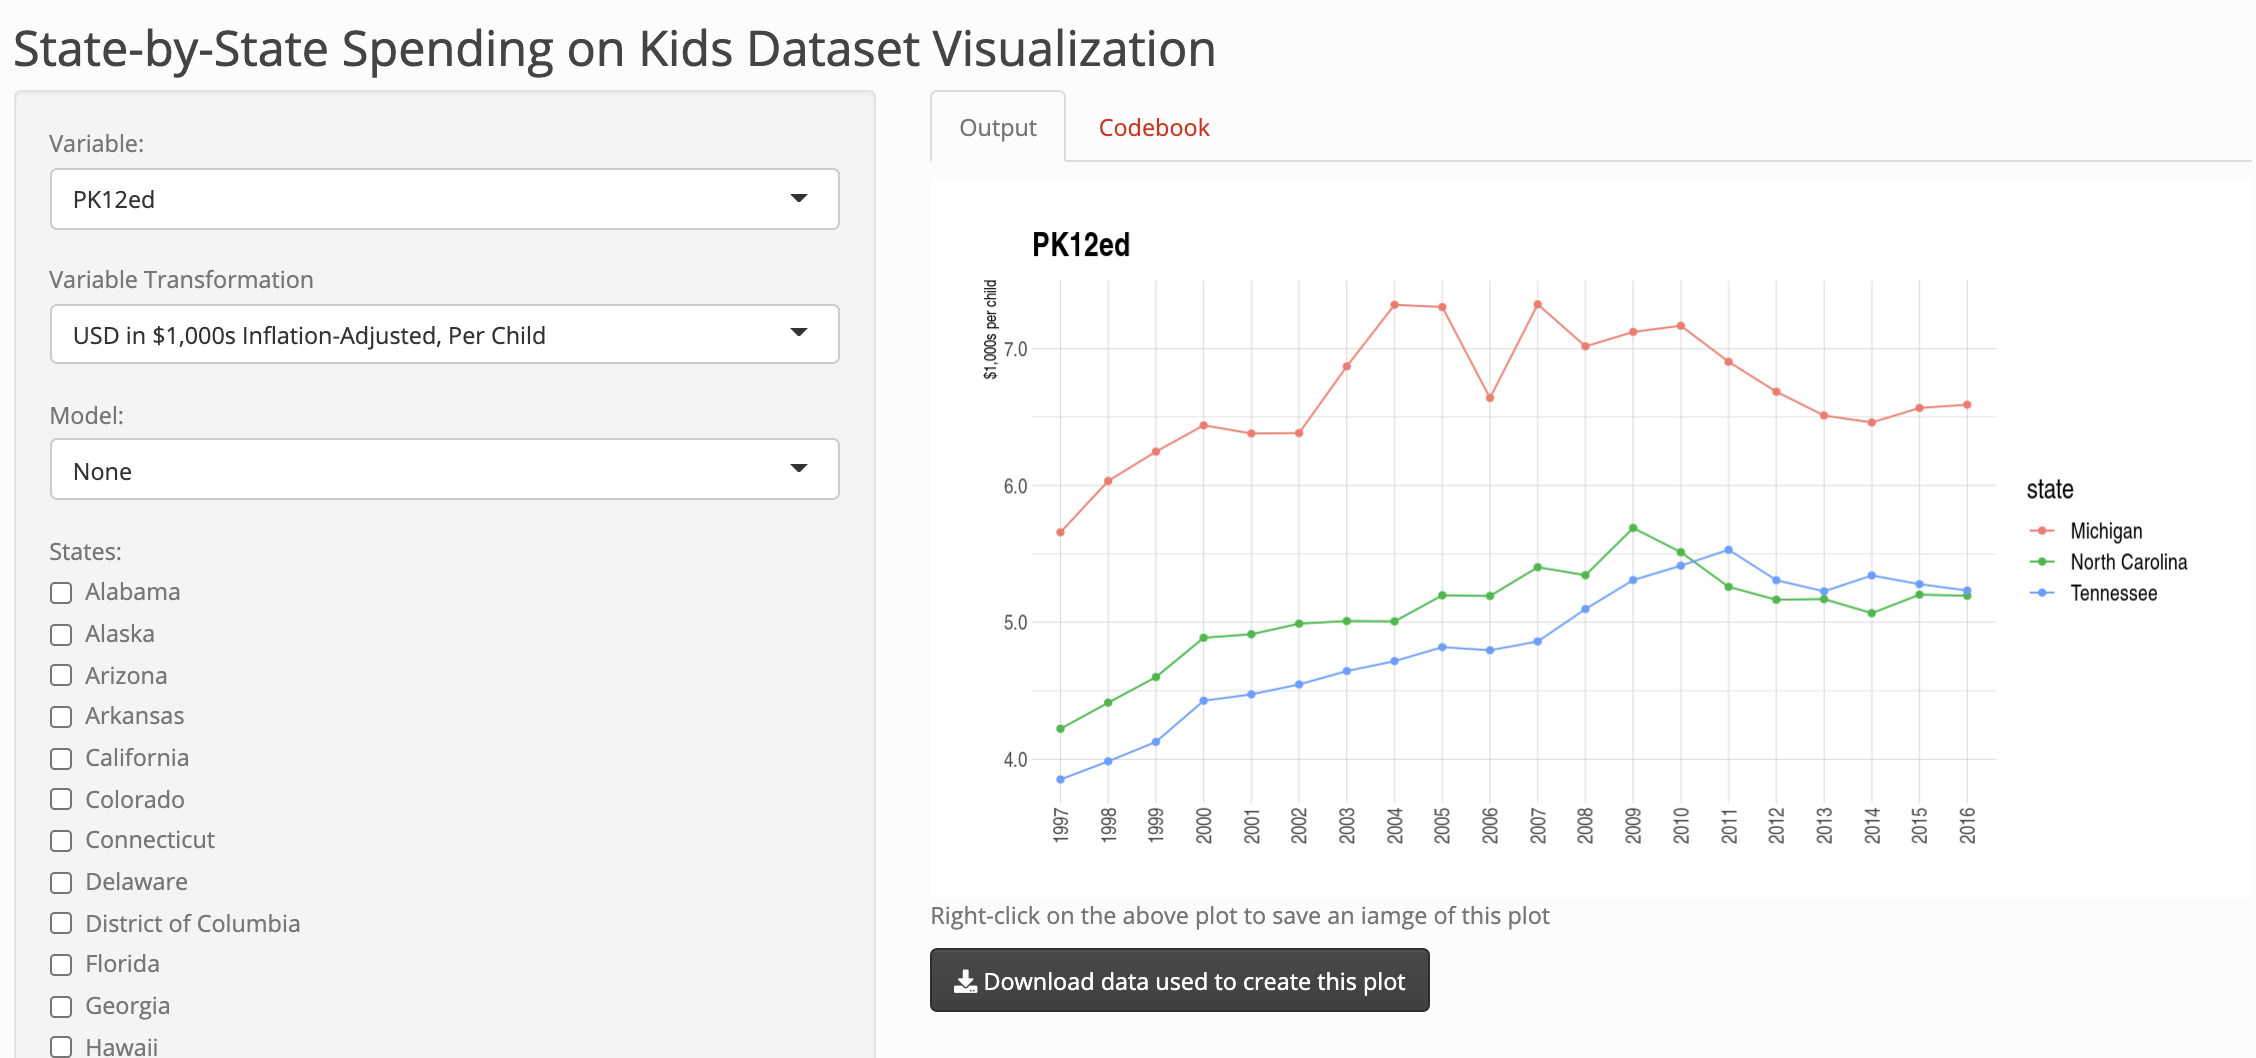 State-by-State Spending on Kids Dataset Visualization
Variable:
PK12ed
Variable Transformation
USD in $1,000s Inflation-Adjusted, Per Child
Model:
None
States:
Alabama
Alaska
Arizona
Arkansas
California
Colorado
Connecticut
Delaware
District of Columbia
Florida
Georgia
Hawaii
Output
Codebook
PK12ed
$1,000s per child
7.0
6.0
5.0
4.0
1997
1998
1999
2000
2001
2002
2003
2004
2005
2006
2007
2008
2009
2010
2011
2012
2013
2014
2015
2016
state
Michigan
North Carolina
Tennessee
Right-click on the above plot to save an iamge of this plot
Download data used to create this plot